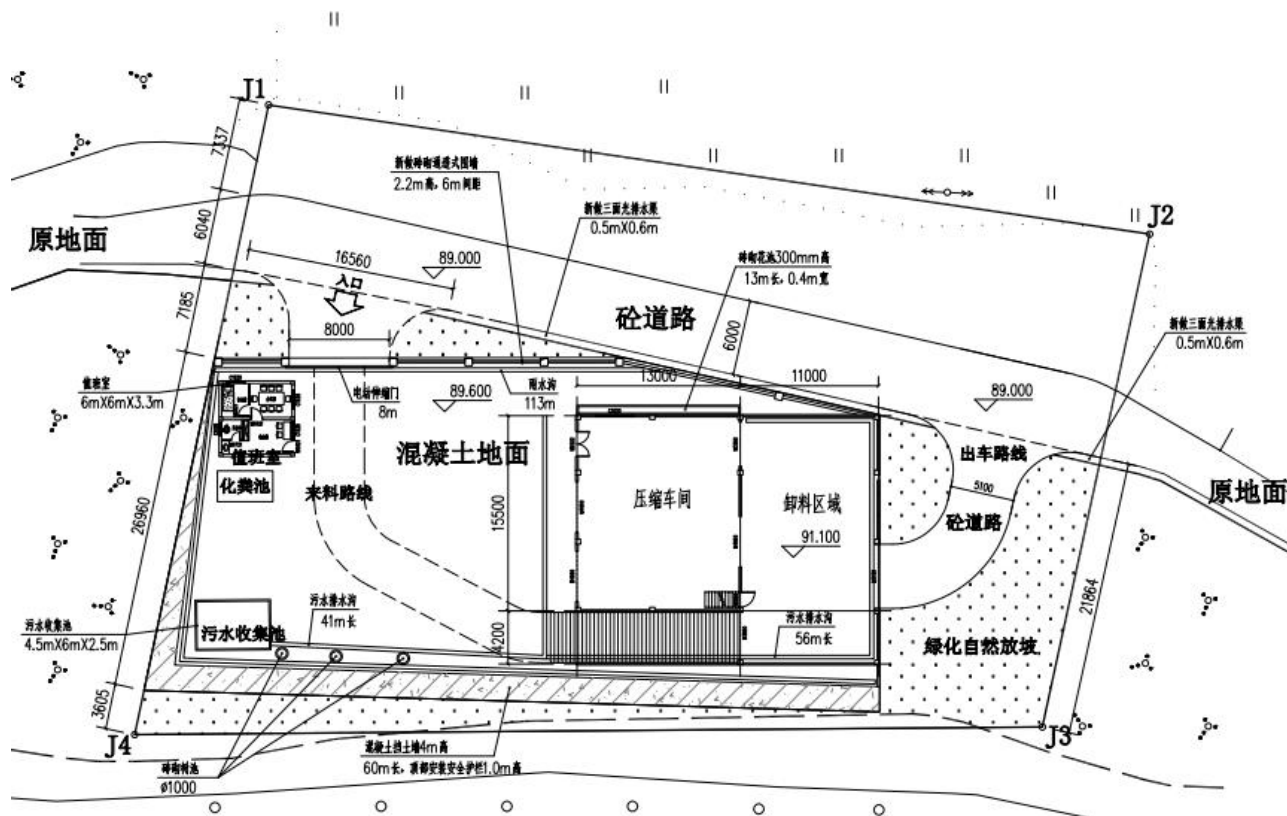 J1
7337
新做砖砌通透式围墙
2.2m高，6m间距
新做三面光排水渠
0.5mX0.6m
J2
原地面
6040
16560
89.000
入口
砖砌花池300mm高
13m长，0.4m宽
砼道路
6000
新做三面光排水渠
0.5mX0.6m
7185
8000
值班室
6mX6mX3.3m
电动伸缩门
8m
89.600
雨水沟
113m
13000
11000
89.000
混凝土地面
值班室
化粪池
来料路线
15500
压缩车间
卸料区域
91.100
出车路线
5100
砼道路
原地面
26960
21864
污水收集池
4.5mX6mX2.5m
污水收集池
污水排水沟
41m长
4200
污水排水沟
56m长
绿化自然放坡
3605
J4
J3
砖砌树池
ø1000
混凝土挡土墙4m高
60m长，顶部安装安全护栏1.0m高